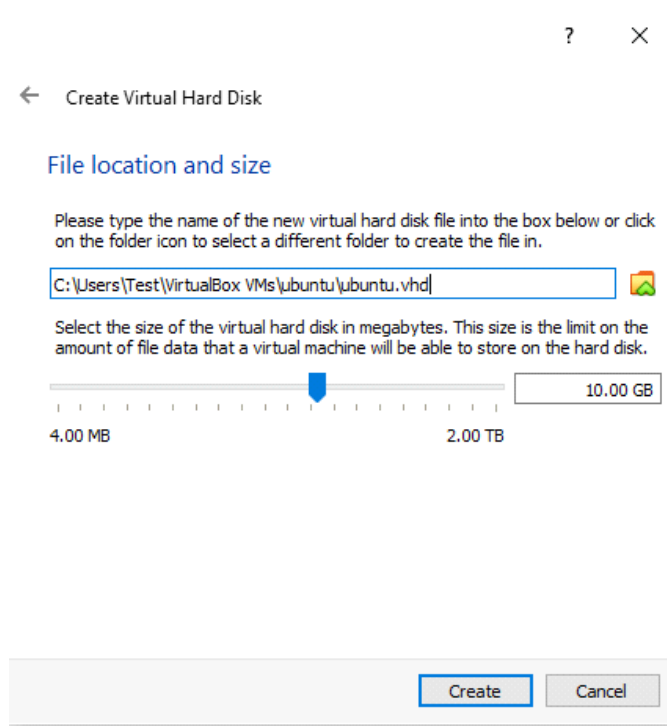 ?
Create Virtual Hard Disk
File location and size
Please type the name of the new virtual hard disk file into the box below or click
on the folder icon to select a different folder to create the file in.
C:\Users\Test\VirtualBox VMs\ubuntu\ubuntu.vhd
Select the size of the virtual hard disk in megabytes. This size is the limit on the
amount of file data that a virtual machine will be able to store on the hard disk.
10.00 GB
4.00 MB 2.00 TB
Create Cancel